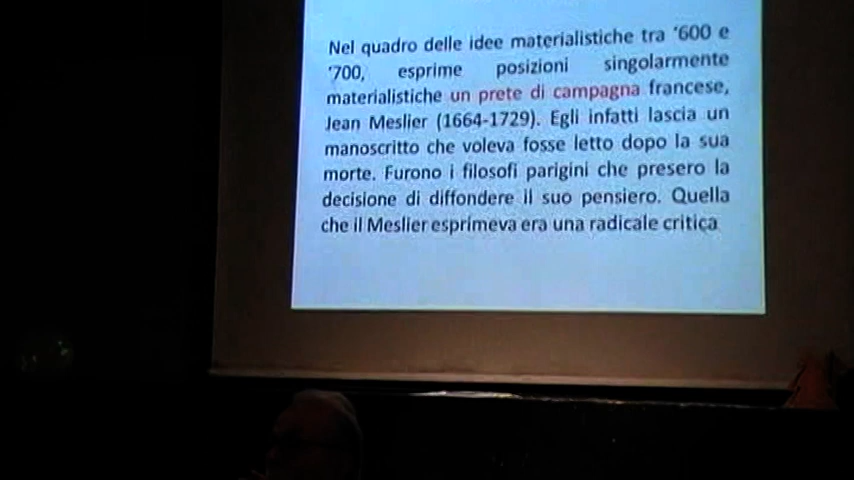 Nel quadro delle idee materialistiche tra ‘600 e
‘700, esprime posizioni singolarmente
materialistiche un prete di campagna francese,
Jean Meslier (1664-1729). Egli infatti lascia un
manoscritto che voleva fosse letto dopo la sua
morte. Furono i filosofi parigini che presero la
decisione di diffondere il suo pensiero. Quella
che il Meslier esprimeva era una radicale critica